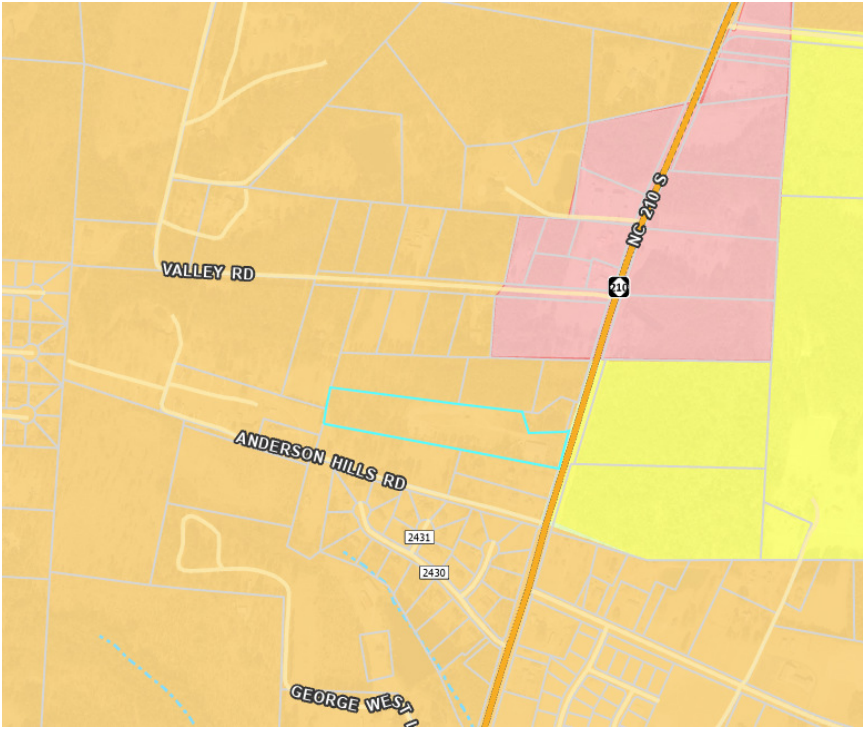 NC 210 S
VALLEY RD
210
ANDERSON HILLS RD
2431
2430
GEORGE WEST